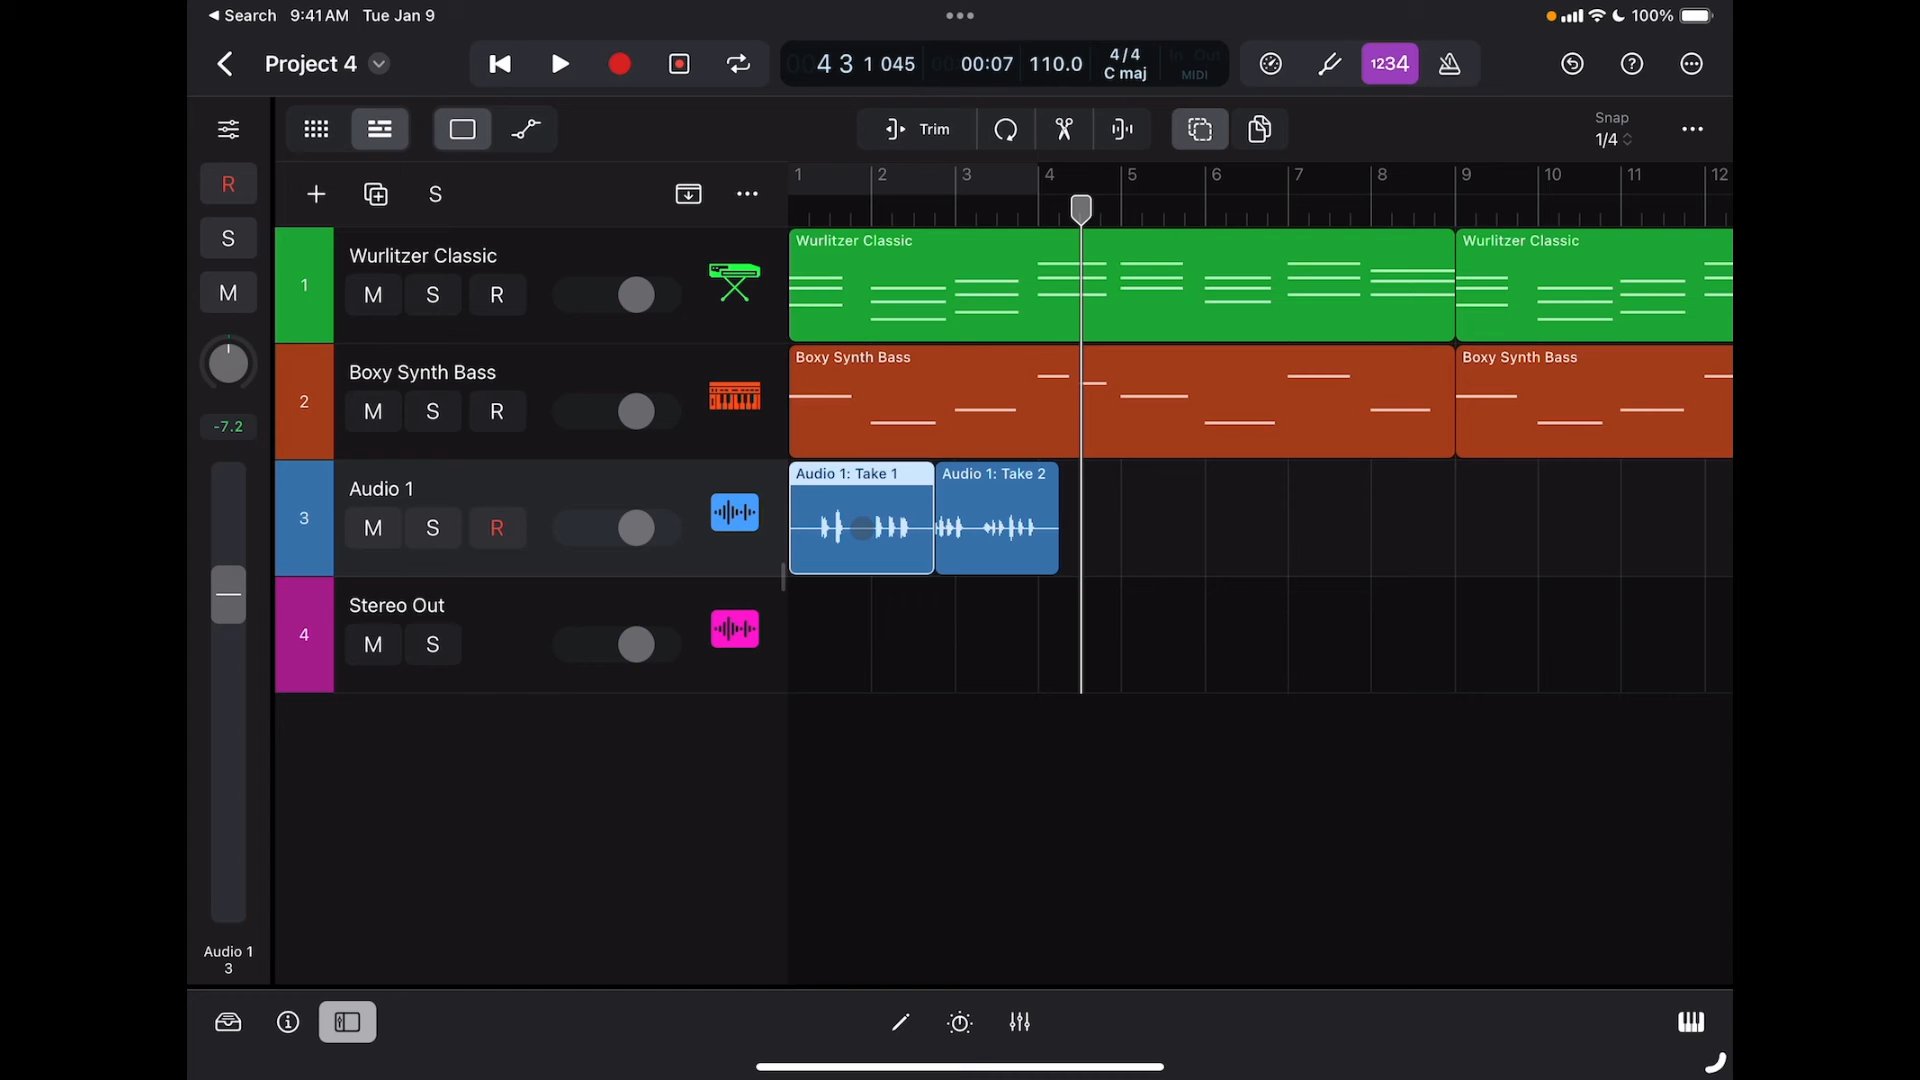 ◀ Search 9:41 AM Tue Jan 9
100%
Project 4
4 3 1 045
00:07
110.0
4/4
C maj
In Out
MIDI
1234
Trim
Snap
1/4
R
S
M
-7.2
Audio 1
3
S
1 2 3 4 5 6 7 8 9 10 11 12
1
Wurlitzer Classic
M S R
Wurlitzer Classic
Wurlitzer Classic
2
Boxy Synth Bass
M S R
Boxy Synth Bass
Boxy Synth Bass
3
Audio 1
M S R
Audio 1: Take 1
Audio 1: Take 2
4
Stereo Out
M S